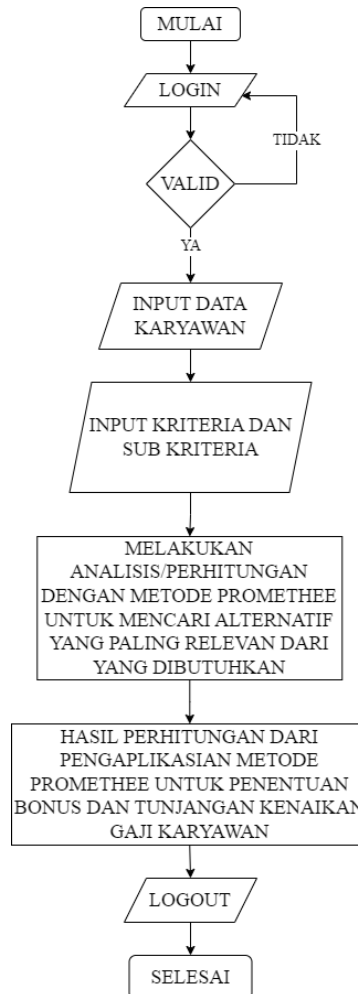 MULAI
LOGIN
TIDAK
VALID
YA
INPUT DATA
KARYAWAN
INPUT KRITERIA DAN
SUB KRITERIA
MELAKUKAN
ANALISIS/PERHITUNGAN
DENGAN METODE PROMETHEE
UNTUK MENCARI ALTERNATIF
YANG PALING RELEVAN DARI
YANG DIBUTUHKAN
HASIL PERHITUNGAN DARI
PENGAPLIKASIAN METODE
PROMETHEE UNTUK PENENTUAN
BONUS DAN TUNJANGAN KENAIKAN
GAJI KARYAWAN
LOGOUT
SELESAI